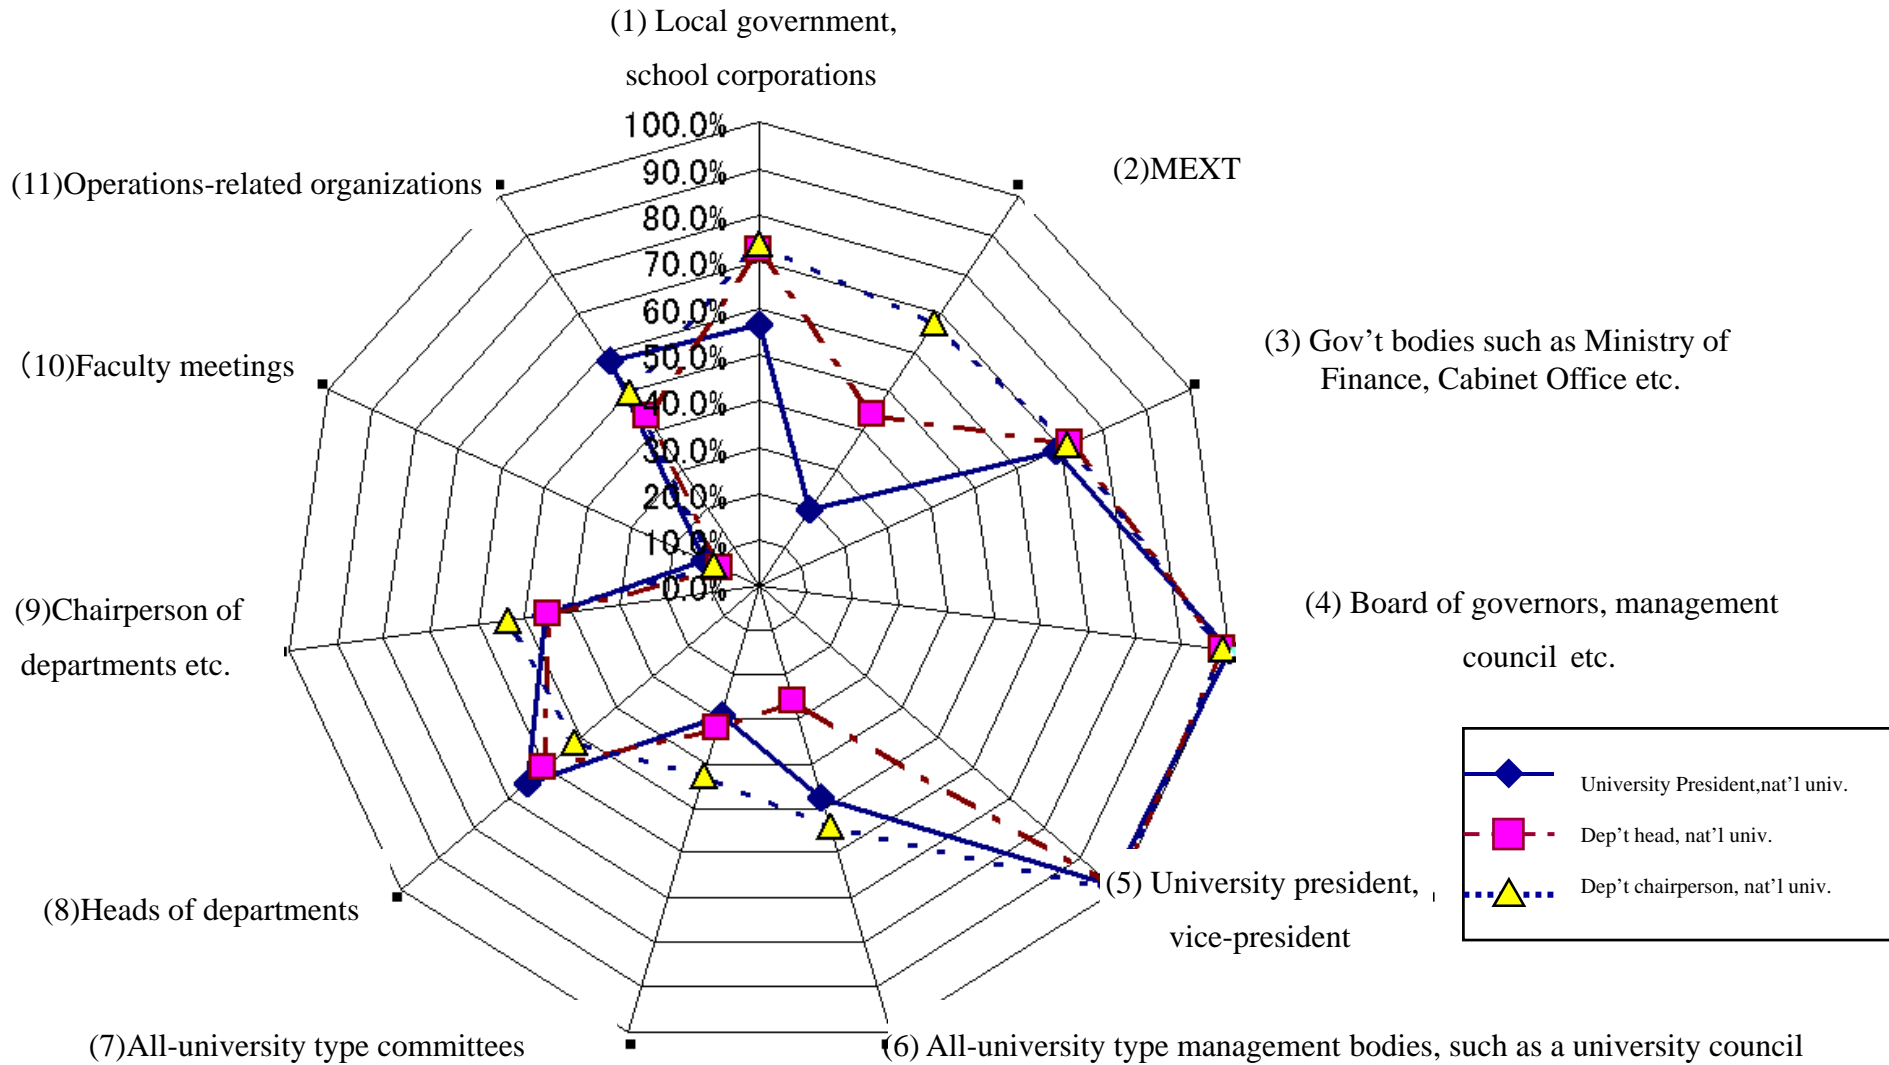 (1) Local government,
school corporations
100.0%
(2)MEXT
90.0%
(11)Operations-related organizations
80.0%
70.0%
60.0%
(3) Gov't bodies such as Ministry of
Finance, Cabinet Office etc.
50.0%
(10)Faculty meetings
40.0%
30.0%
20.0%
10.0%
0.0%
(9)Chairperson of
departments etc.
(4) Board of governors, management
council etc.
University President,nat'l univ.
Dep't head, nat'l univ.
Dep't chairperson, nat'l univ.
(5) University president,
vice-president
(8)Heads of departments
(7)All-university type committees
(6) All-university type management bodies, such as a university council